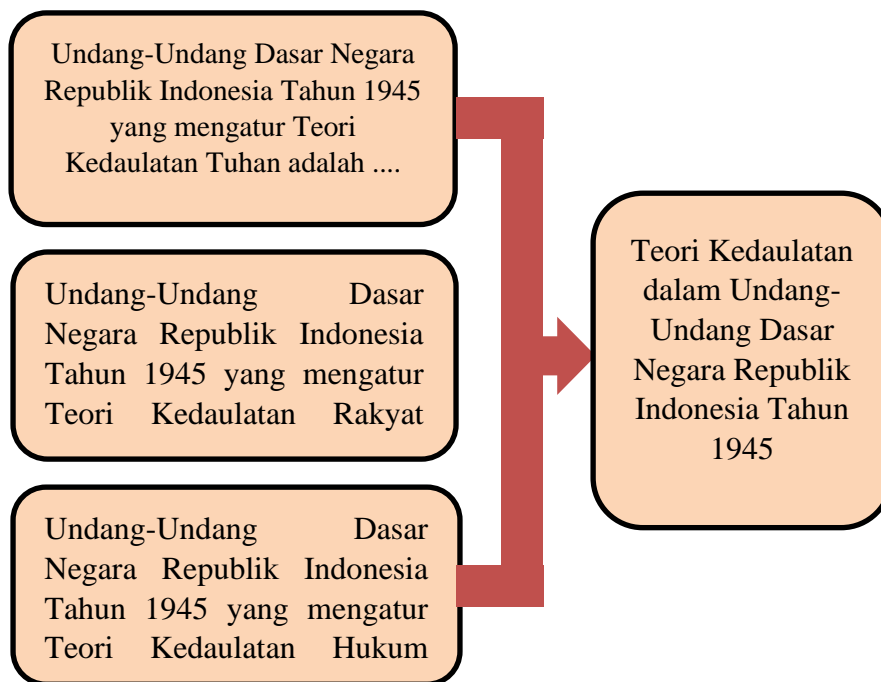 Undang-Undang Dasar Negara
Republik Indonesia Tahun 1945
yang mengatur Teori
Kedaulatan Tuhan adalah ....
Undang-Undang Dasar
Negara Republik Indonesia
Tahun 1945 yang mengatur
Teori Kedaulatan Rakyat
Undang-Undang Dasar
Negara Republik Indonesia
Tahun 1945 yang mengatur
Teori Kedaulatan Hukum
Teori Kedaulatan
dalam Undang-
Undang Dasar
Negara Republik
Indonesia Tahun
1945